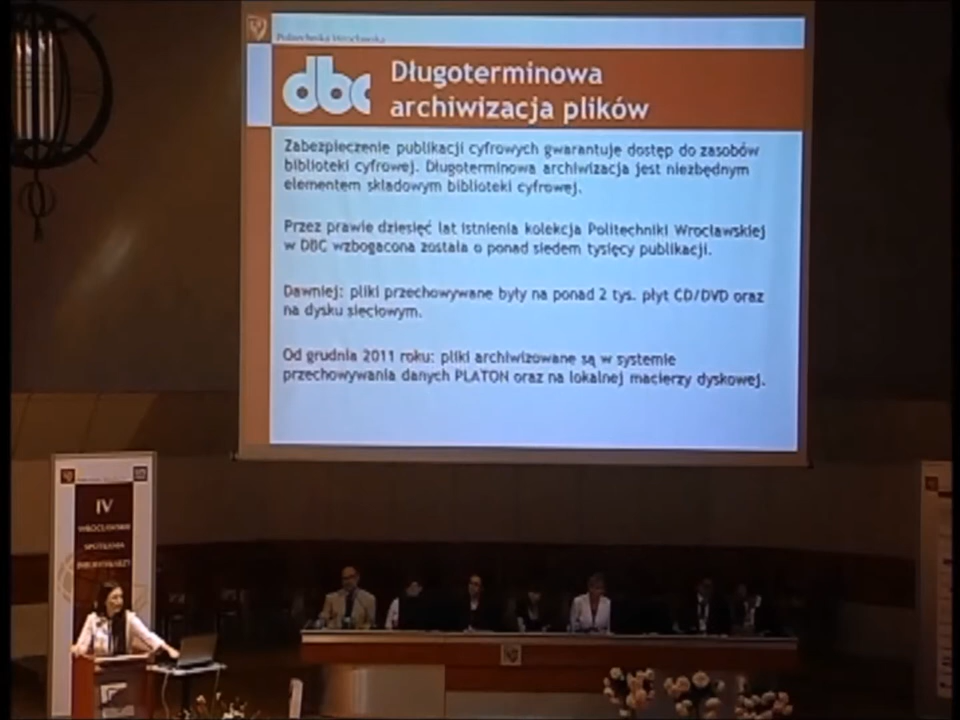 Politechnika Wrocławska
dbc
Długoterminowa
archiwizacja plików
Zabezpieczenie publikacji cyfrowych gwarantuje dostęp do zasobów
biblioteki cyfrowej. Długoterminowa archiwizacja jest niezbędnym
elementem składowym biblioteki cyfrowej.
Przez prawie dziesięć lat istnienia kolekcja Politechniki Wrocławskiej
w DBC wzbogacona została o ponad siedem tysięcy publikacji.
Dawniej: pliki przechowywane były na ponad 2 tys. płyt CD/DVD oraz
na dysku sieciowym.
Od grudnia 2011 roku: pliki archiwizowane są w systemie
przechowywania danych PLATON oraz na lokalnej macierzy dyskowej.
IV
WROCŁAWSKIE
SPOTKANIA
BIBLIOTEKARZY